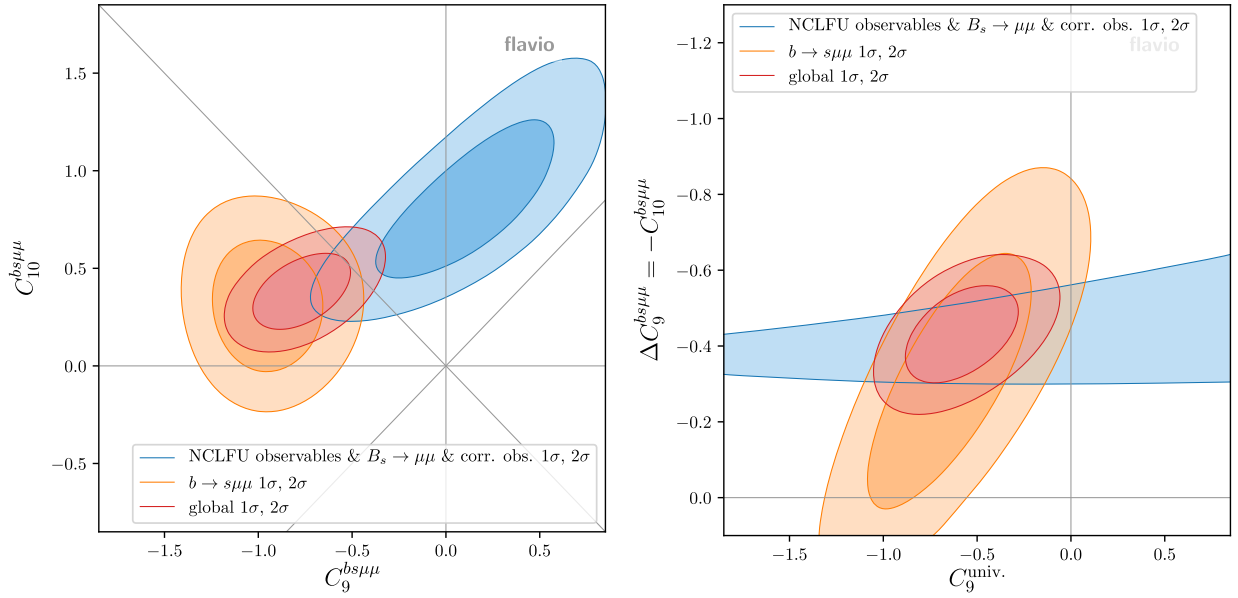 flavio
1.5
1.0
0.5
0.0
−0.5
C_{10}^{bsμμ}
NCLFU observables & B_s → μμ & corr. obs. 1σ, 2σ
b → sμμ 1σ, 2σ
global 1σ, 2σ
−1.5 −1.0 −0.5 0.0 0.5
C_9^{bsμμ}
NCLFU observables & B_s → μμ & corr. obs. 1σ, 2σ
flavio
b → sμμ 1σ, 2σ
global 1σ, 2σ
−1.2
−1.0
−0.8
−0.6
−0.4
−0.2
0.0
ΔC_9^{bsμμ} = −C_{10}^{bsμμ}
−1.5 −1.0 −0.5 0.0 0.5
C_9^{univ.}